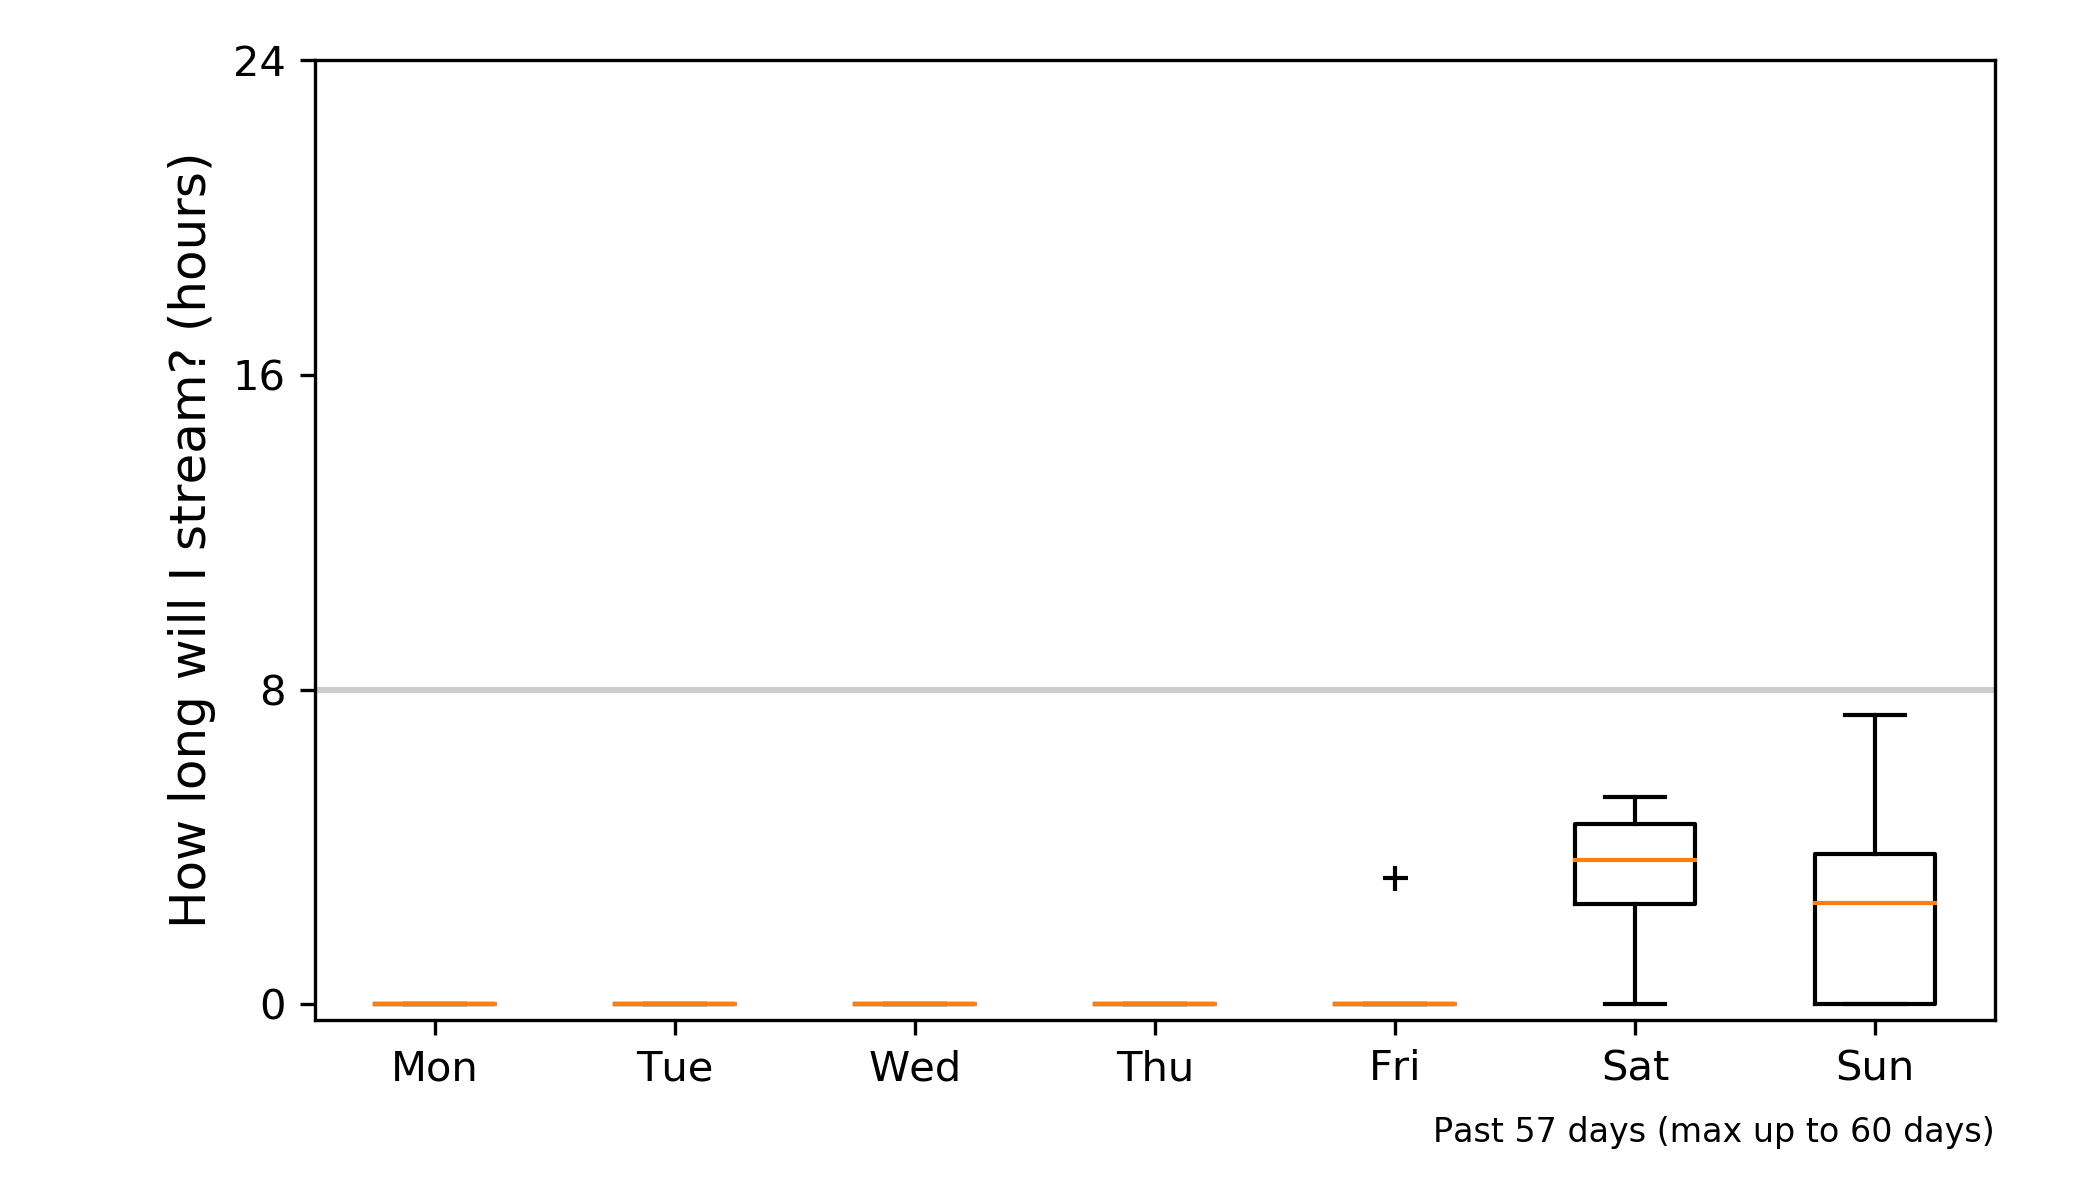 How long will I stream? (hours)
24
16
8
0
Mon Tue Wed Thu Fri Sat Sun
Past 57 days (max up to 60 days)